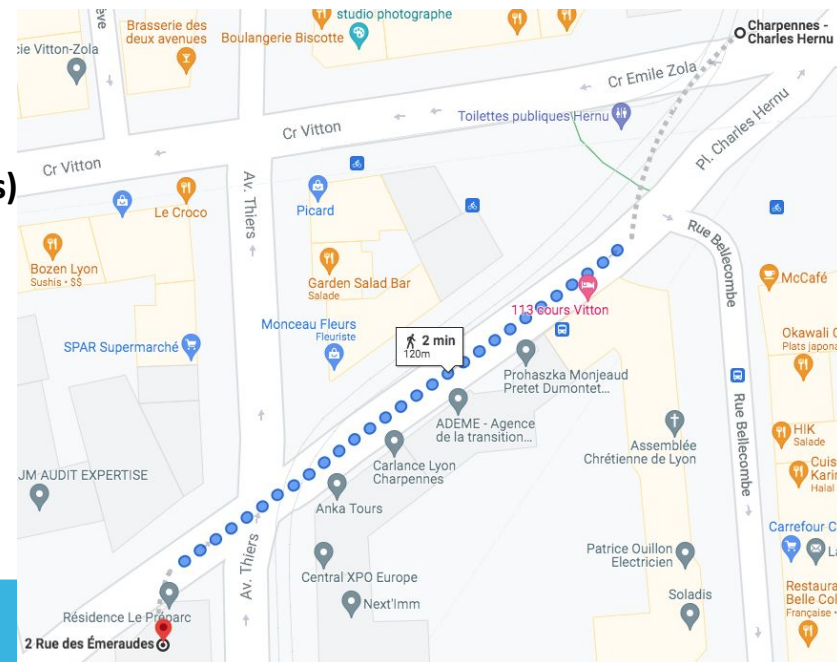 studio photographe
Brasserie des
deux avenues
Boulangerie Biscotte
Charpennes -
Charles Hernu
cie Vitton-Zola
Cr Emile Zola
Toilettes publiques Hernu
Cr Vitton
Pl. Charles Hernu
Cr Vitton
s)
Av. Thiers
Le Croco
Picard
Rue Bellecombe
Bozen Lyon
Sushis • $$
Garden Salad Bar
Salade
McCafé
113 cours Vitton
Monceau Fleurs
Fleuriste
SPAR Supermarché
2 min
120m
Okawali
Plats japona
Prohaszka Monjeaud
Pretet Dumontet...
ADEME - Agence
de la transition...
Rue Bellecombe
Assemblée
Chrétienne de Lyon
HIK
Salade
Carlance Lyon
Charpennes
JM AUDIT EXPERTISE
Cuis
Karir
Halal
Anka Tours
Carrefour C
Av. Thiers
Patrice Ouillon
Electricien
Central XPO Europe
Next'Imm
Soladis
Restaura
Belle Col
Française •
Résidence Le Préparc
2 Rue des Émeraudes